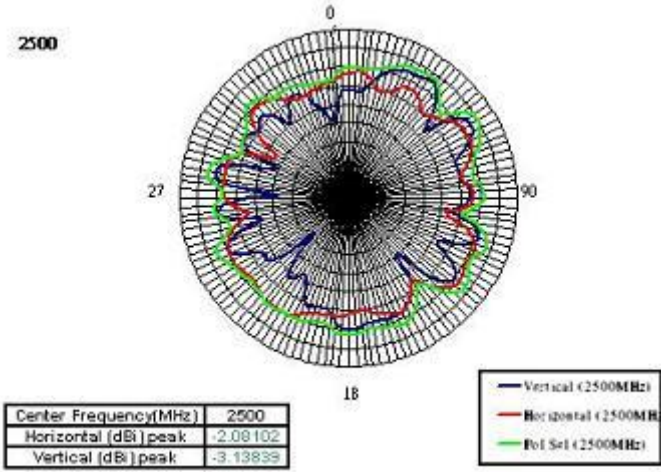 0
2500
27
90
18
Vertical (2500MHz)
Horizontal (2500MH
Pol Sel (2500MHz)
Center Frequency(MHz) 2500
Horizontal (dBi) peak -2.08102
Vertical (dBi) peak -3.13839